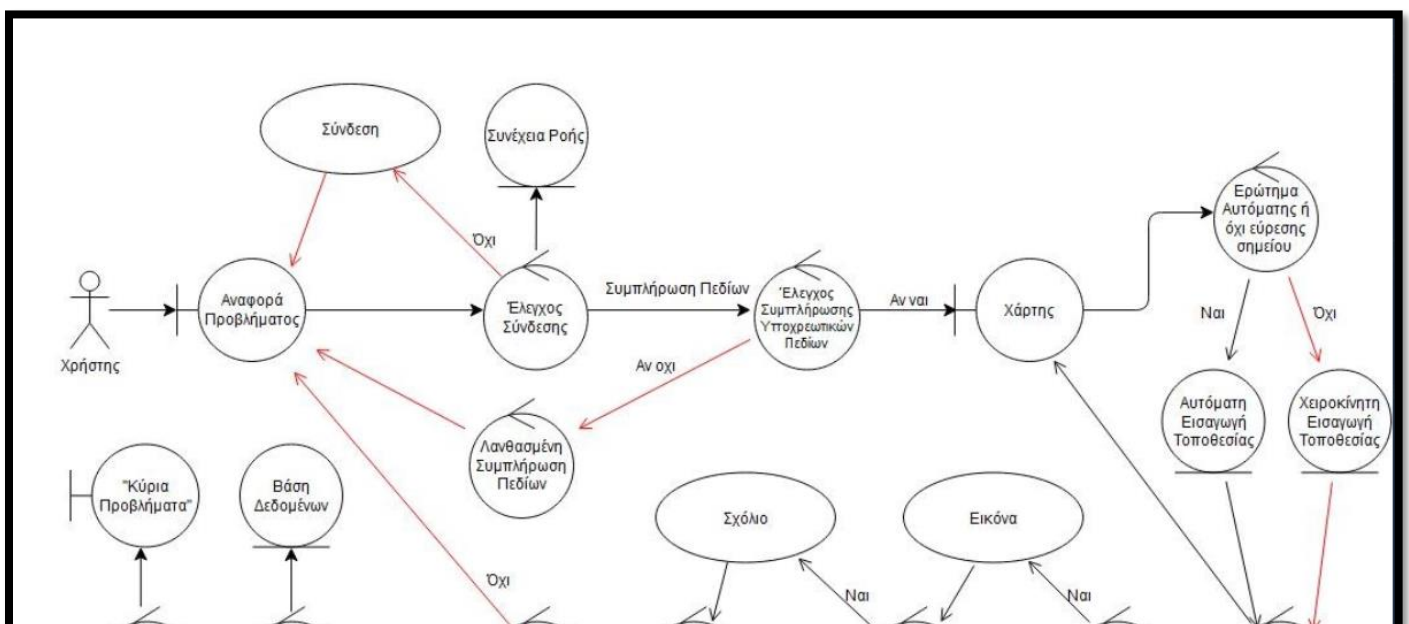 Σύνδεση
Συνέχεια Ροής
Ερώτημα
Αυτόματης ή
όχι εύρεσης
σημείου
Όχι
Συμπλήρωση Πεδίων
Αναφορά
Προβλήματος
Έλεγχος
Σύνδεσης
Έλεγχος
Συμπλήρωσης
Υποχρεωτικών
Πεδίων
Αν ναι
Χάρτης
Ναι
Όχι
Χρήστης
Αν οχι
Αυτόματη
Εισαγωγή
Τοποθεσίας
Χειροκίνητη
Εισαγωγή
Τοποθεσίας
Λανθασμένη
Συμπλήρωση
Πεδίων
"Κύρια
Προβλήματα"
Βάση
Δεδομένων
Σχόλιο
Εικόνα
Όχι
Ναι
Ναι